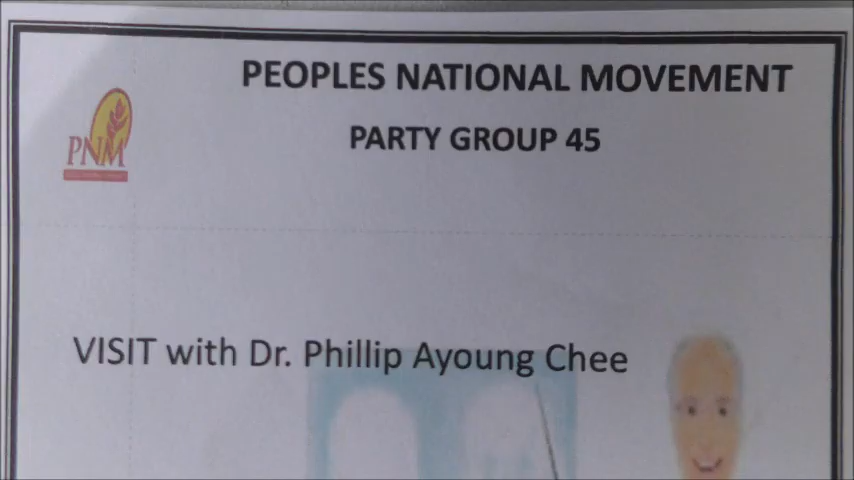 PEOPLES NATIONAL MOVEMENT
PARTY GROUP 45
PNM
VISIT with Dr. Phillip Ayoung Chee